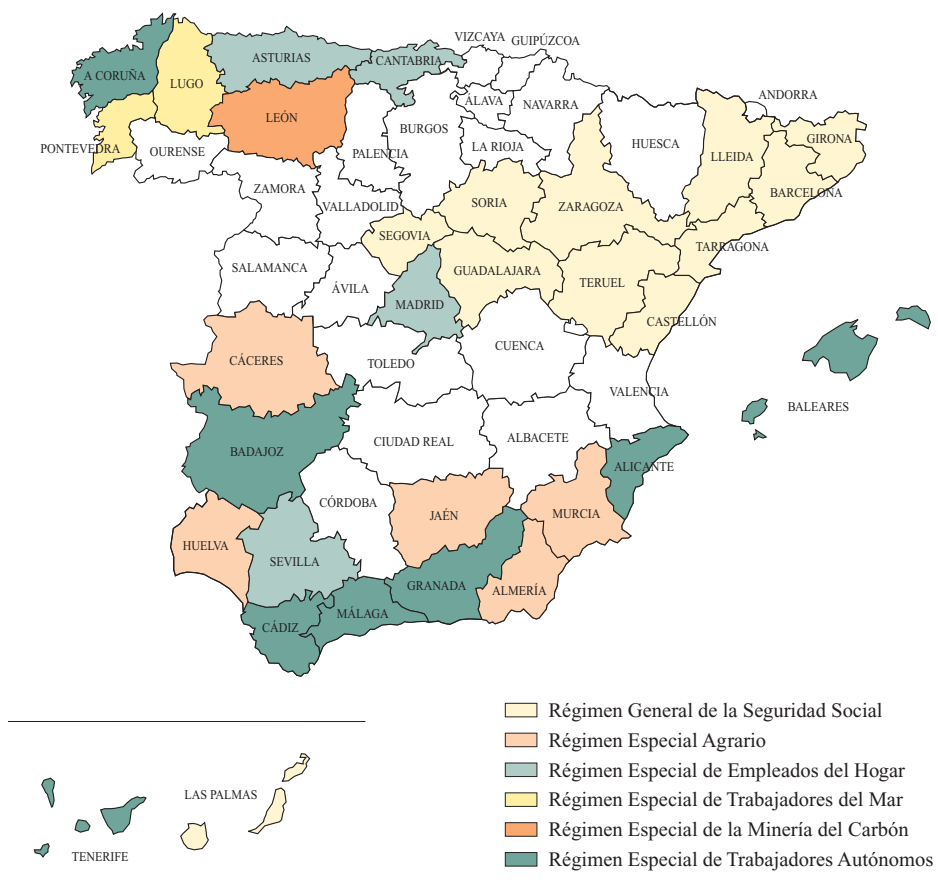 VIZCAYA
GUIPÚZCOA
ASTURIAS
CANTABRIA
A CORUÑA
LUGO
ANDORRA
ÁLAVA
NAVARRA
LEÓN
BURGOS
GIRONA
PONTEVEDRA
OURENSE
PALENCIA
LA RIOJA
HUESCA
LLEIDA
ZAMORA
BARCELONA
VALLADOLID
SORIA
ZARAGOZA
SEGOVIA
TARRAGONA
SALAMANCA
GUADALAJARA
ÁVILA
TERUEL
MADRID
CASTELLÓN
CÁCERES
TOLEDO
CUENCA
VALENCIA
BALEARES
BADAJOZ
CIUDAD REAL
ALBACETE
ALICANTE
CÓRDOBA
JAÉN
MURCIA
HUELVA
SEVILLA
GRANADA
ALMERÍA
CÁDIZ
MÁLAGA
LAS PALMAS
TENERIFE
Régimen General de la Seguridad Social
Régimen Especial Agrario
Régimen Especial de Empleados del Hogar
Régimen Especial de Trabajadores del Mar
Régimen Especial de la Minería del Carbón
Régimen Especial de Trabajadores Autónomos